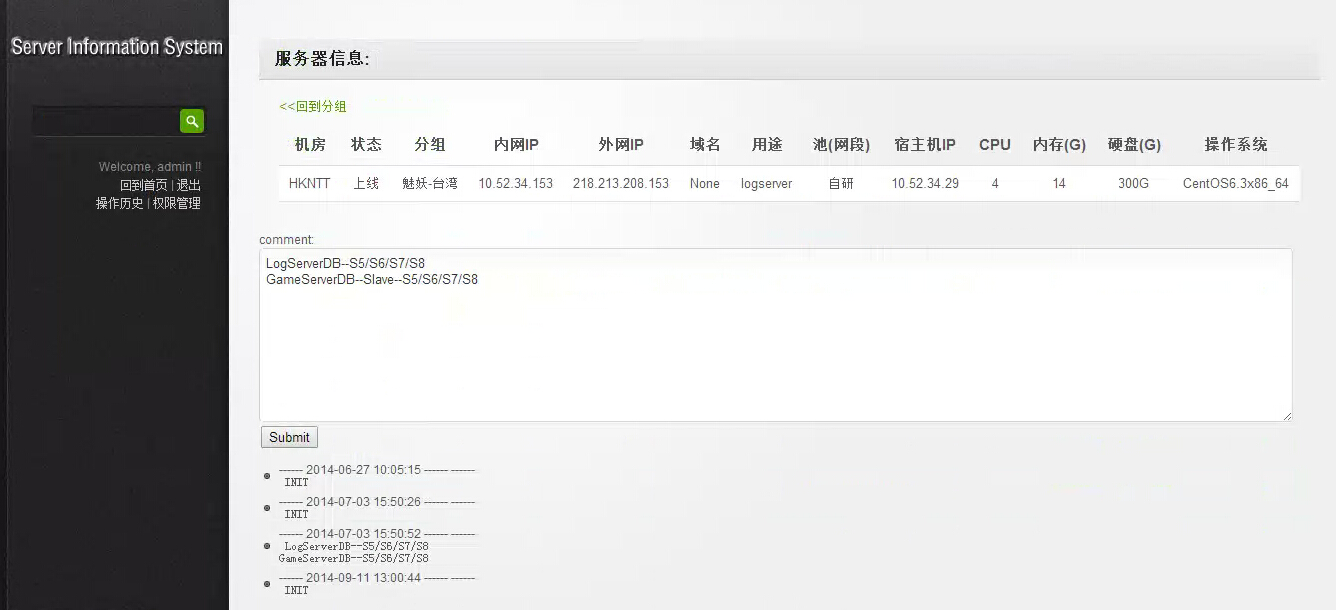 Server Information System
Welcome, admin !!
回到首页 | 退出
操作历史 | 权限管理
服务器信息:
<<回到分组
机房 状态 分组 内网IP 外网IP 域名 用途 池(网段) 宿主机IP CPU 内存(G) 硬盘(G) 操作系统
HKNTT 上线 魅妖-台湾 10.52.34.153 218.213.208.153 None logserver 自研 10.52.34.29 4 14 300G CentOS6.3x86_64
comment:
LogServerDB--S5/S6/S7/S8
GameServerDB--Slave--S5/S6/S7/S8
Submit
------ 2014-06-27 10:05:15 ------ ------
INIT
------ 2014-07-03 15:50:26 ------ ------
INIT
------ 2014-07-03 15:50:52 ------ ------
LogServerDB--S5/S6/S7/S8
GameServerDB--S5/S6/S7/S8
------ 2014-09-11 13:00:44 ------ ------
INIT